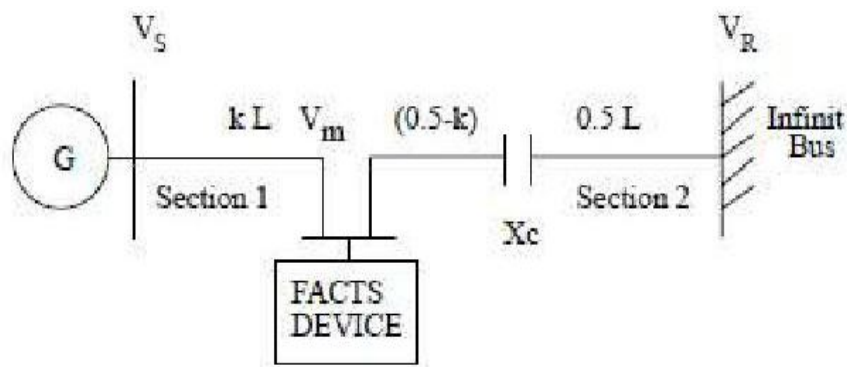 V_S
V_R
k L
V_m
(0.5-k)
0.5 L
Infinit
Bus
G
Section 1
Section 2
Xc
FACTS
DEVICE